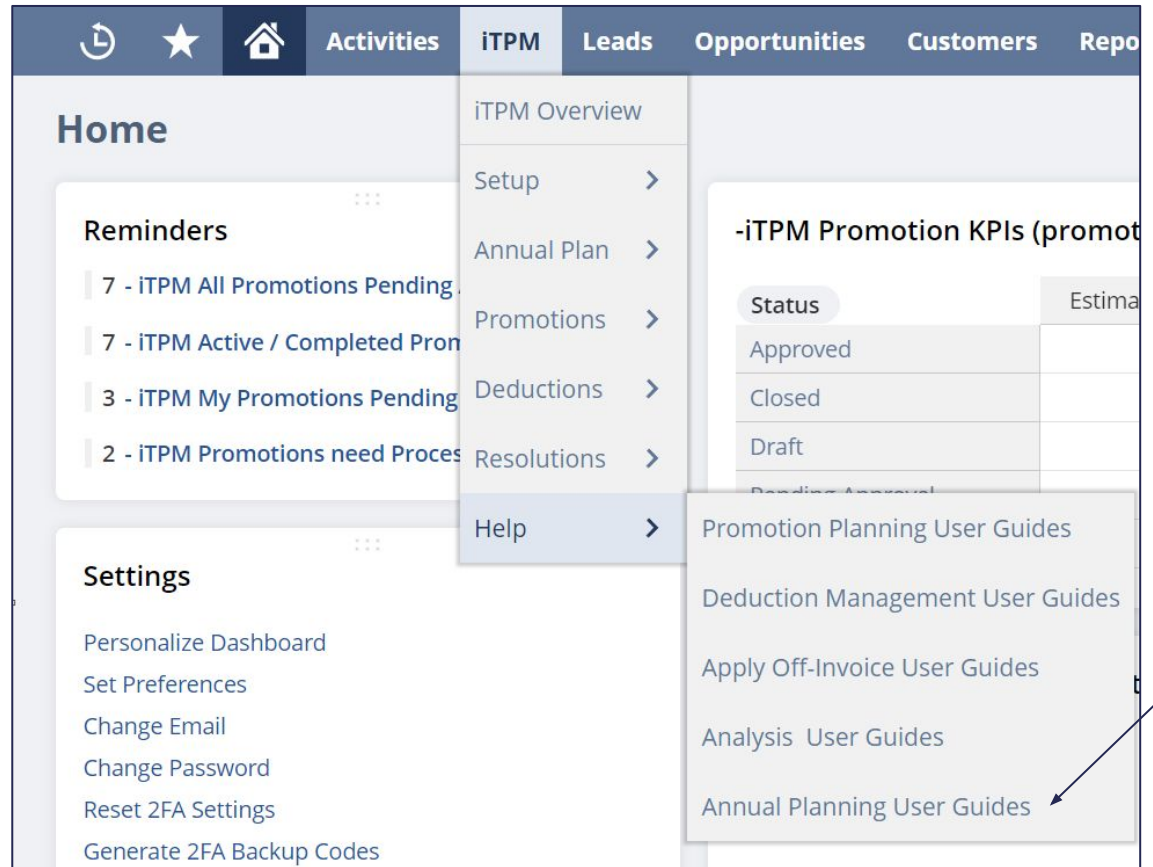 Activities iTPM Leads Opportunities Customers Repo
Home
iTPM Overview
Setup
Annual Plan
Promotions
Deductions
Resolutions
Help
Reminders
7 - iTPM All Promotions Pending
7 - iTPM Active / Completed Prom
3 - iTPM My Promotions Pending
2 - iTPM Promotions need Proces
-iTPM Promotion KPIs (promot
Status Estima
Approved
Closed
Draft
Pending Approval
Promotion Planning User Guides
Deduction Management User Guides
Apply Off-Invoice User Guides
Analysis User Guides
Annual Planning User Guides
Settings
Personalize Dashboard
Set Preferences
Change Email
Change Password
Reset 2FA Settings
Generate 2FA Backup Codes